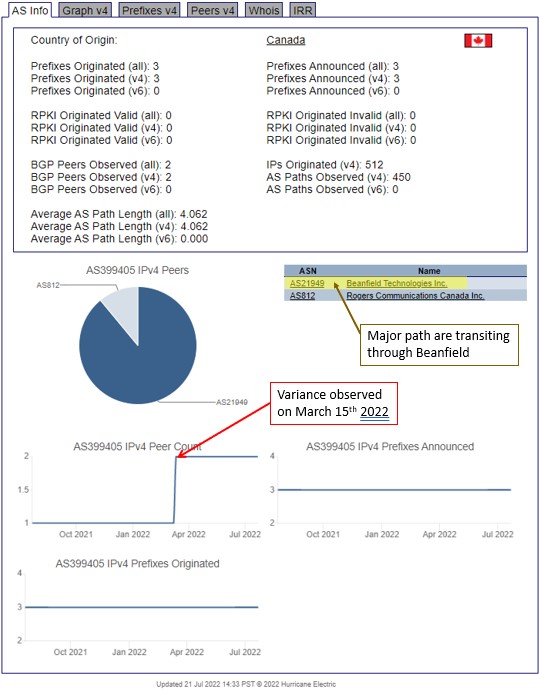 AS Info Graph v4 Prefixes v4 Peers v4 Whois IRR
Country of Origin: Canada
Prefixes Originated (all): 3 Prefixes Announced (all): 3
Prefixes Originated (v4): 3 Prefixes Announced (v4): 3
Prefixes Originated (v6): 0 Prefixes Announced (v6): 0
RPKI Originated Valid (all): 0 RPKI Originated Invalid (all): 0
RPKI Originated Valid (v4): 0 RPKI Originated Invalid (v4): 0
RPKI Originated Valid (v6): 0 RPKI Originated Invalid (v6): 0
BGP Peers Observed (all): 2 IPs Originated (v4): 512
BGP Peers Observed (v4): 2 AS Paths Observed (v4): 450
BGP Peers Observed (v6): 0 AS Paths Observed (v6): 0
Average AS Path Length (all): 4.062
Average AS Path Length (v4): 4.062
Average AS Path Length (v6): 0.000
AS399405 IPv4 Peers
AS812
AS21949
ASN Name
AS21949 Beanfield Technologies Inc.
AS812 Rogers Communications Canada Inc.
Major path are transiting
through Beanfield
Variance observed
on March 15th 2022
AS399405 IPv4 Peer Count
2
1.5
1
Oct 2021 Jan 2022 Apr 2022 Jul 2022
AS399405 IPv4 Prefixes Announced
4
3
2
Oct 2021 Jan 2022 Apr 2022 Jul 2022
AS399405 IPv4 Prefixes Originated
4
3
2
Oct 2021 Jan 2022 Apr 2022 Jul 2022
Updated 21 Jul 2022 14:33 PST © 2022 Hurricane Electric